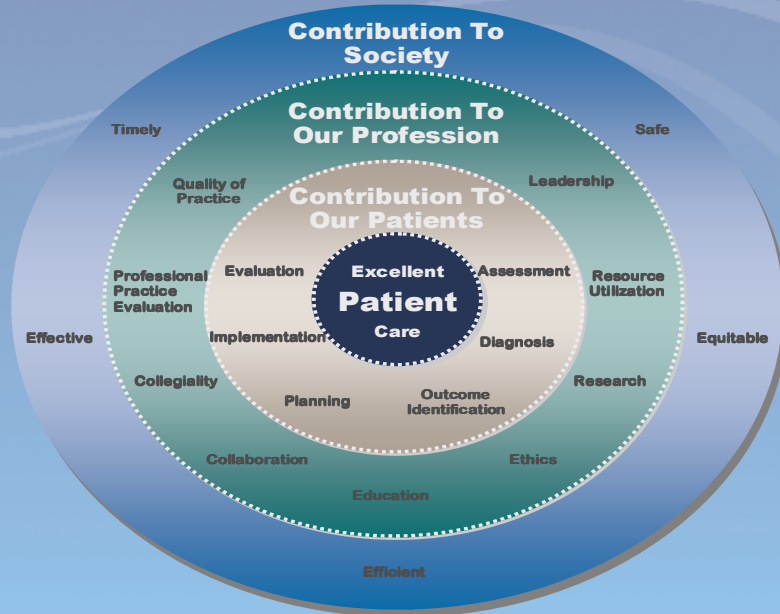 Contribution To
Society
Contribution To
Our Profession
Timely
Safe
Leadership
Quality of
Practice
Contribution To
Our Patients
Excellent
Patient
Care
Evaluation
Assessment
Professional
Practice
Evaluation
Resource
Utilization
Effective
Implementation
Diagnosis
Equitable
Collegiality
Research
Planning
Outcome
Identification
Collaboration
Ethics
Education
Efficient